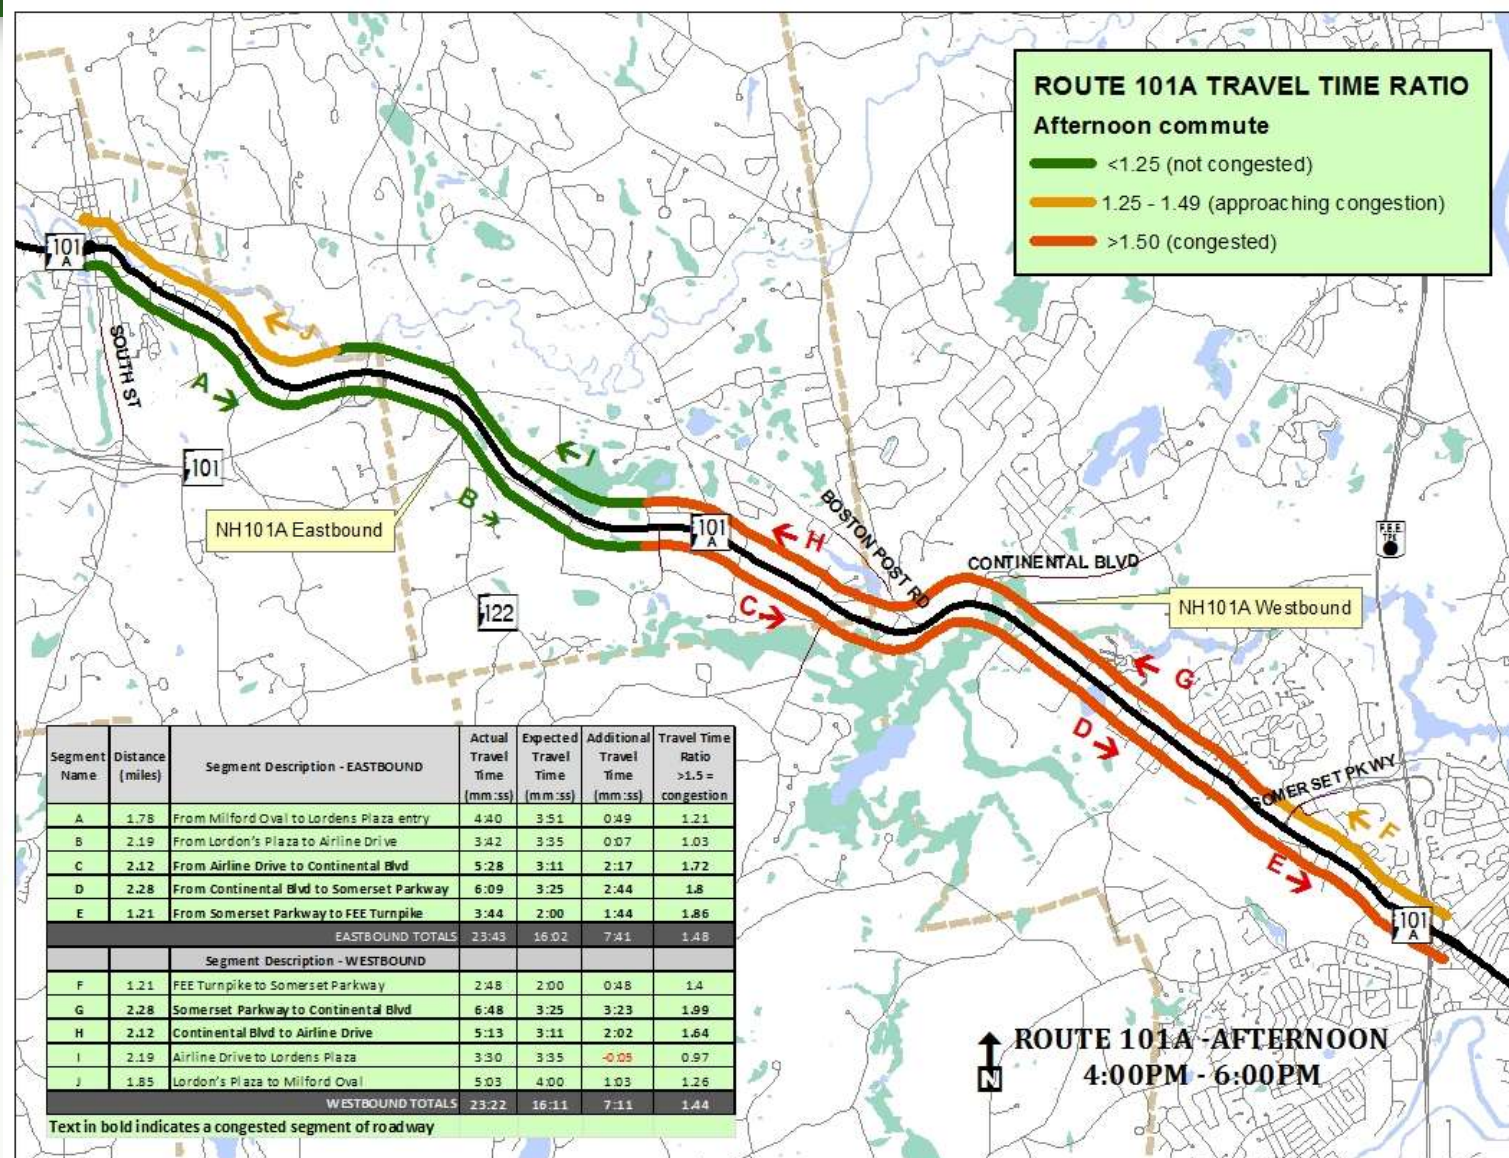 ROUTE 101A TRAVEL TIME RATIO
Afternoon commute
<1.25 (not congested)
1.25 - 1.49 (approaching congestion)
>1.50 (congested)
101 A
J
SOUTH ST
A
101
I
B
NH101A Eastbound
101 A
H
BOSTON POST RD
CONTINENTAL BLVD
F.E.E. TPK
122
C
NH101A Westbound
G
D
SOMERSET PKWY
F
E
101 A
Segment Name Distance (miles) Segment Description - EASTBOUND Actual Travel Time (mm:ss) Expected Travel Time (mm:ss) Additional Travel Time (mm:ss) Travel Time Ratio >1.5 = congestion
A 1.78 From Milford Oval to Lordens Plaza entry 4:40 3:51 0:49 1.21
B 2.19 From Lordon's Plaza to Airline Drive 3:42 3:35 0:07 1.03
C 2.12 From Airline Drive to Continental Blvd 5:28 3:11 2:17 1.72
D 2.28 From Continental Blvd to Somerset Parkway 6:09 3:25 2:44 1.8
E 1.21 From Somerset Parkway to FEE Turnpike 3:44 2:00 1:44 1.86
EASTBOUND TOTALS 23:43 16:02 7:41 1.48
Segment Description - WESTBOUND
F 1.21 FEE Turnpike to Somerset Parkway 2:48 2:00 0:48 1.4
G 2.28 Somerset Parkway to Continental Blvd 6:48 3:25 3:23 1.99
H 2.12 Continental Blvd to Airline Drive 5:13 3:11 2:02 1.64
I 2.19 Airline Drive to Lordens Plaza 3:30 3:35 -0:05 0.97
J 1.85 Lordon's Plaza to Milford Oval 5:03 4:00 1:03 1.26
WESTBOUND TOTALS 23:22 16:11 7:11 1.44
Text in bold indicates a congested segment of roadway
N
ROUTE 101A -AFTERNOON
4:00PM - 6:00PM